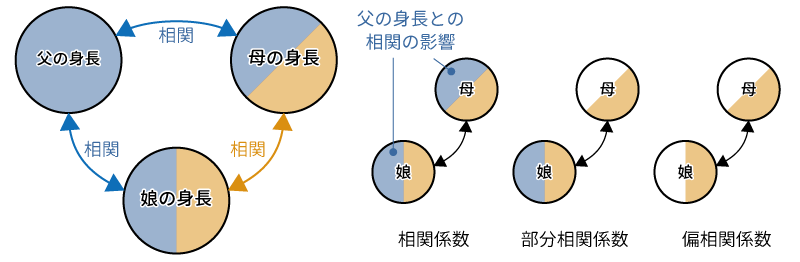 父の身長
相関
母の身長
相関
相関
娘の身長
父の身長との
相関の影響
母
娘
相関係数
母
娘
部分相関係数
母
娘
偏相関係数